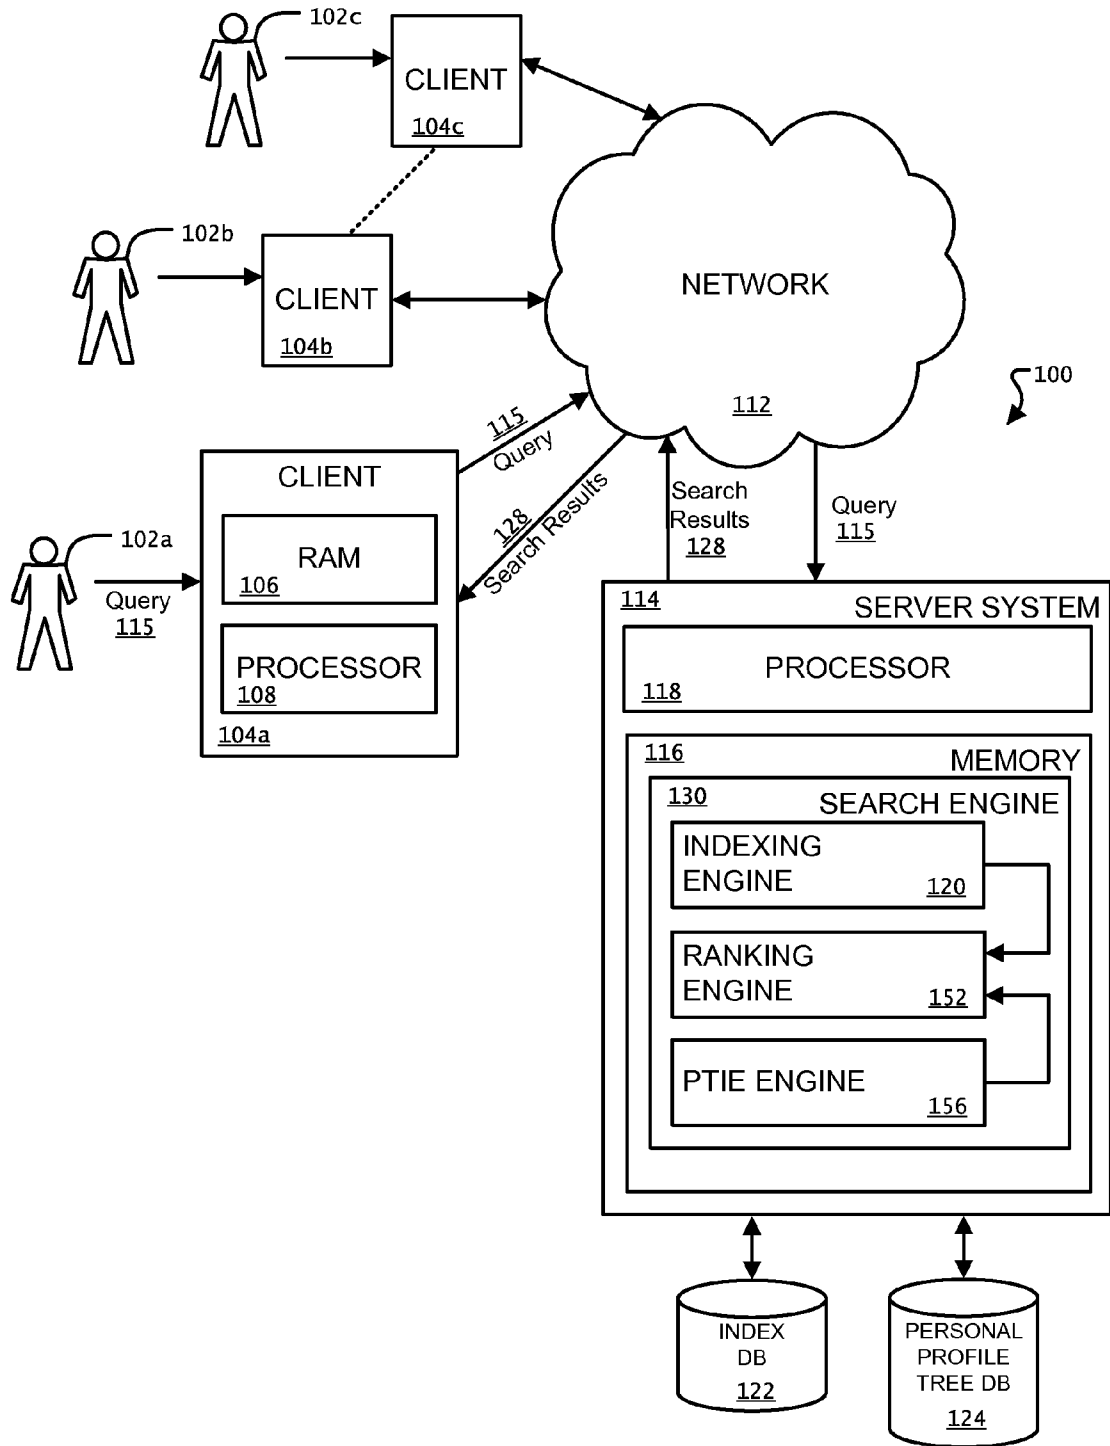 102c
CLIENT
104c
102b
CLIENT
104b
NETWORK
112
100
115
Query
128
Search Results
CLIENT
RAM
106
PROCESSOR
108
104a
102a
Query
115
Search
Results
128
Query
115
114
SERVER SYSTEM
PROCESSOR
118
116
MEMORY
130
SEARCH ENGINE
INDEXING
ENGINE
120
RANKING
ENGINE
152
PTIE ENGINE
156
INDEX
DB
122
PERSONAL
PROFILE
TREE DB
124